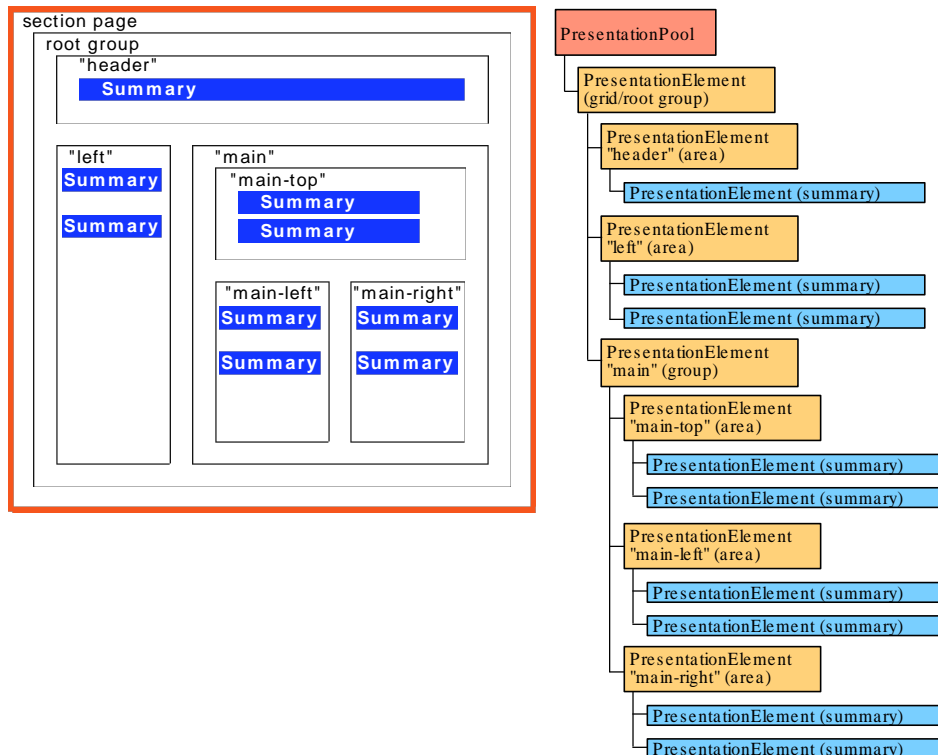 section page
root group
"header"
Summary
"left"
Summary
Summary
"main"
"main-top"
Summary
Summary
"main-left"
Summary
Summary
"main-right"
Summary
Summary
PresentationPool
PresentationElement
(grid/root group)
PresentationElement
"header" (area)
PresentationElement (summary)
PresentationElement
"left" (area)
PresentationElement (summary)
PresentationElement (summary)
PresentationElement
"main" (group)
PresentationElement
"main-top" (area)
PresentationElement (summary)
PresentationElement (summary)
PresentationElement
"main-left" (area)
PresentationElement (summary)
PresentationElement (summary)
PresentationElement
"main-right" (area)
PresentationElement (summary)
PresentationElement (summary)